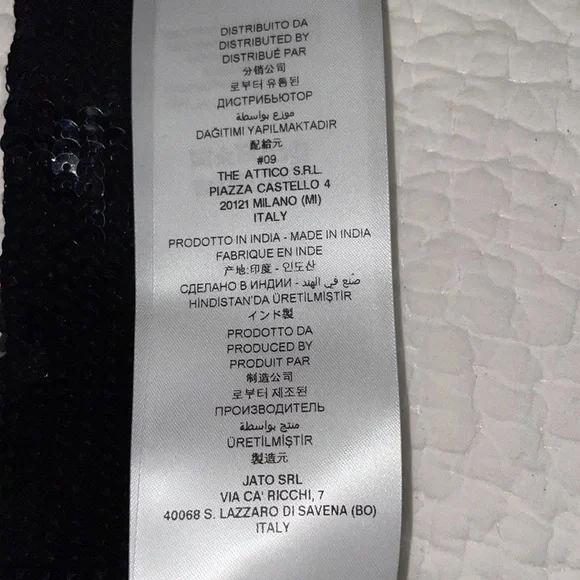 DISTRIBUITO DA
DISTRIBUTED BY
DISTRIBUÉ PAR
分销公司
로부터 유통된
ДИСТРИБЬЮТОР
موزع بواسطة
DAĞITIMI YAPILMAKTADIR
配給元
#09
THE ATTICO S.R.L.
PIAZZA CASTELLO 4
20121 MILANO (MI)
ITALY
PRODOTTO IN INDIA - MADE IN INDIA
FABRIQUE EN INDE
产地:印度 - 인도산
СДЕЛАНО В ИНДИИ - صنع في الهند
HİNDİSTAN'DA ÜRETİLMİŞTİR
インド製
PRODOTTO DA
PRODUCED BY
PRODUIT PAR
制造公司
로부터 제조된
ПРОИЗВОДИТЕЛЬ
منتج بواسطة
ÜRETİLMİŞTİR
製造元
JATO SRL
VIA CA' RICCHI, 7
40068 S. LAZZARO DI SAVENA (BO)
ITALY